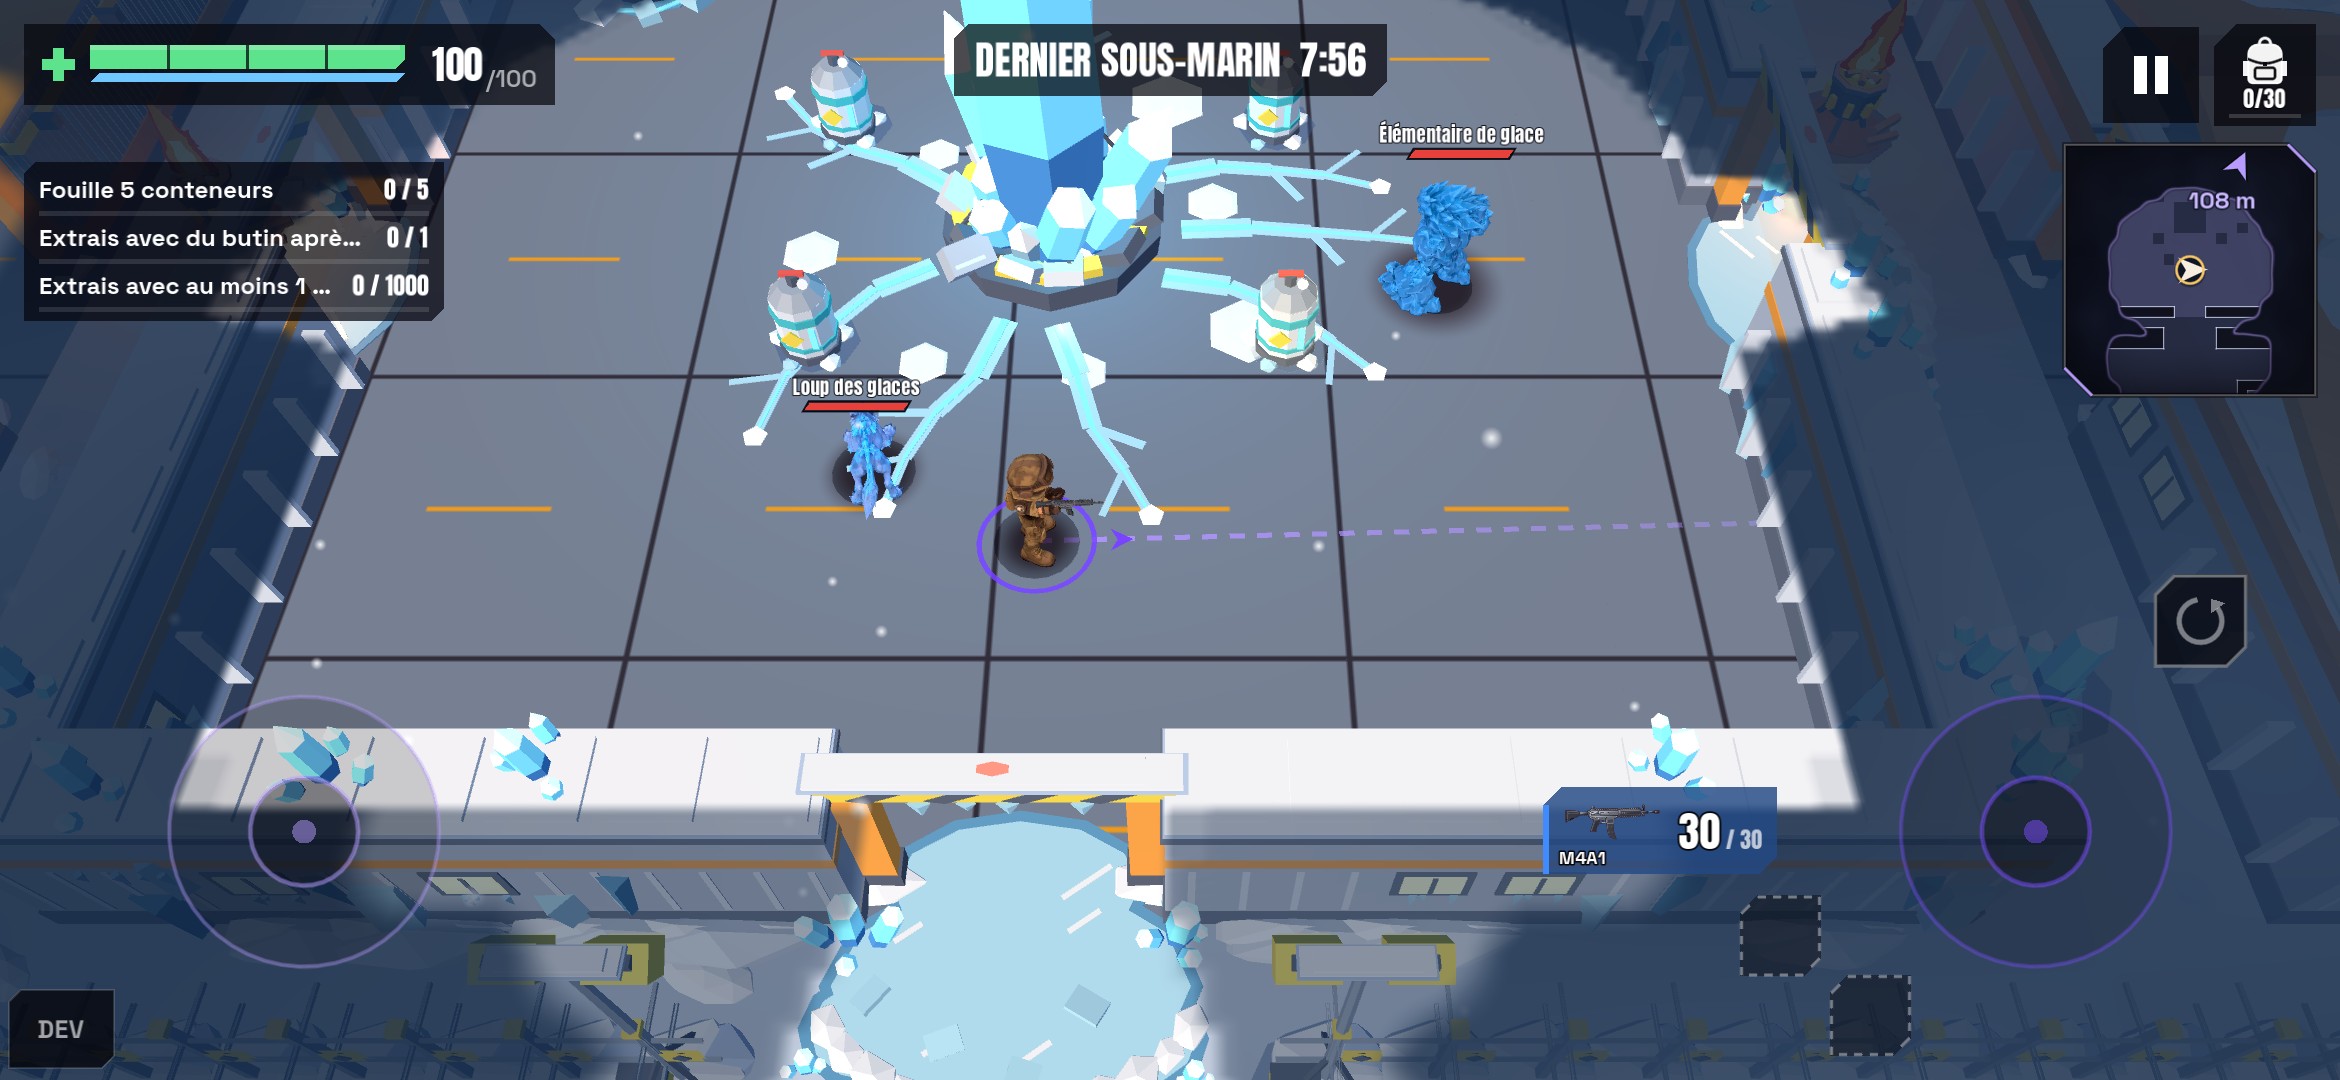 100/100
DERNIER SOUS-MARIN 7:56
0/30
Fouille 5 conteneurs 0 / 5
Extrais avec du butin aprè... 0 / 1
Extrais avec au moins 1 ... 0 / 1000
Élémentaire de glace
108 m
Loup des glaces
30 / 30
M4A1
DEV